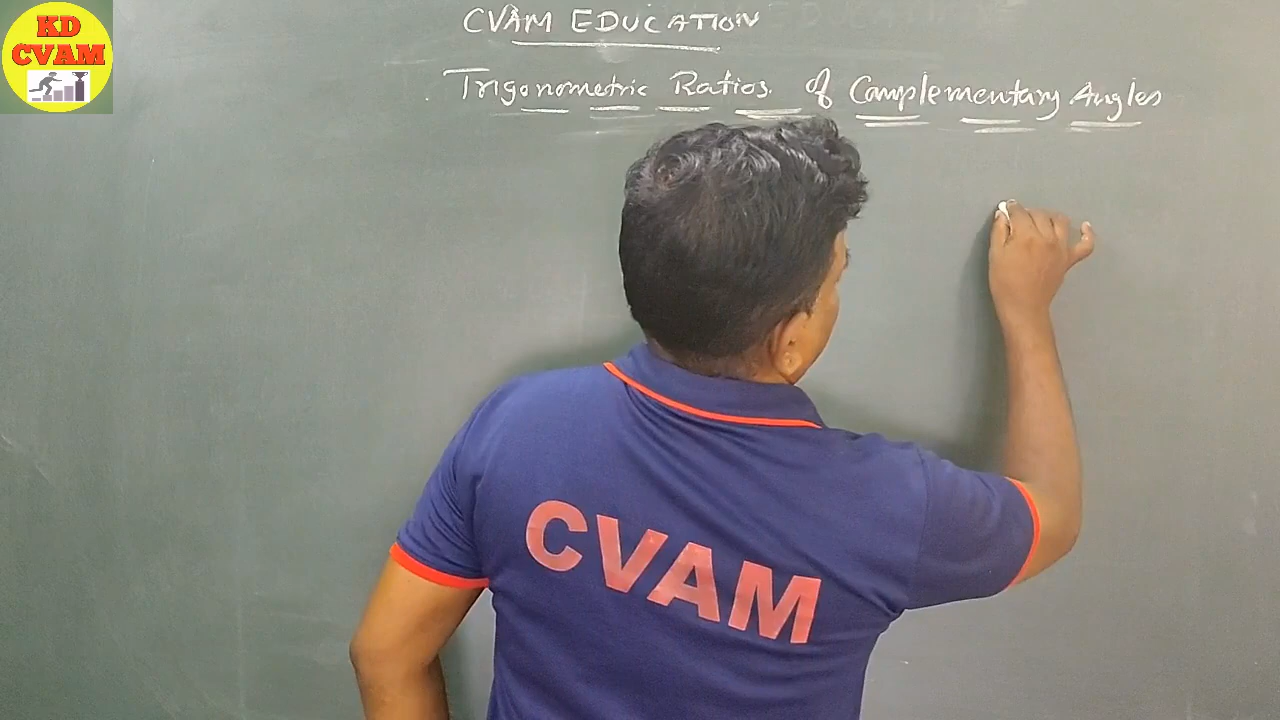 KD
CVAM
CVAM EDUCATION
Trigonometric Ratios of Complementary Angles
CVAM